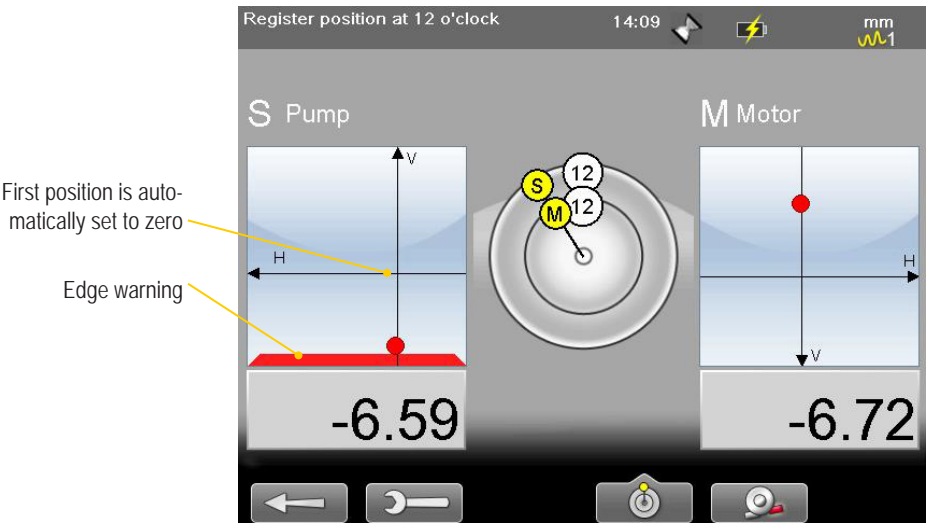 Register position at 12 o'clock
14:09
mm
1
S Pump
M Motor
V
H
First position is auto-
matically set to zero
Edge warning
S
12
M
12
H
V
-6.59
-6.72